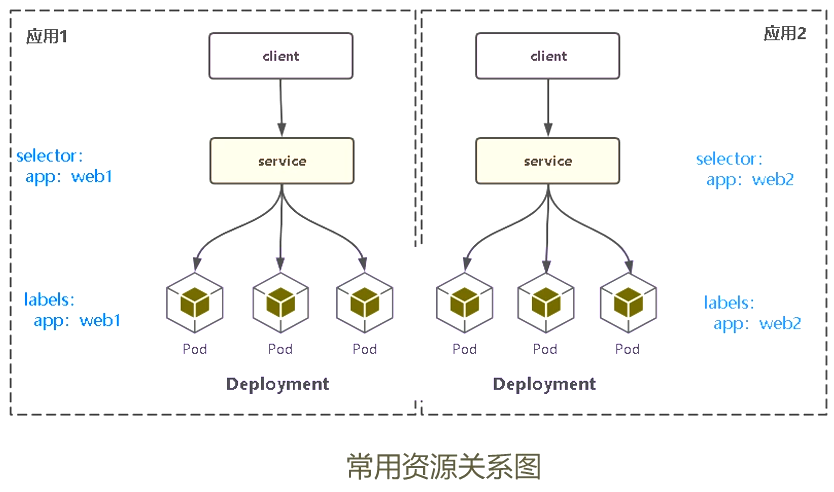 应用1
client
service
selector:
app: web1
labels:
app: web1
Pod Pod Pod
Deployment
应用2
client
service
selector:
app: web2
labels:
app: web2
Pod Pod Pod
Deployment
常用资源关系图